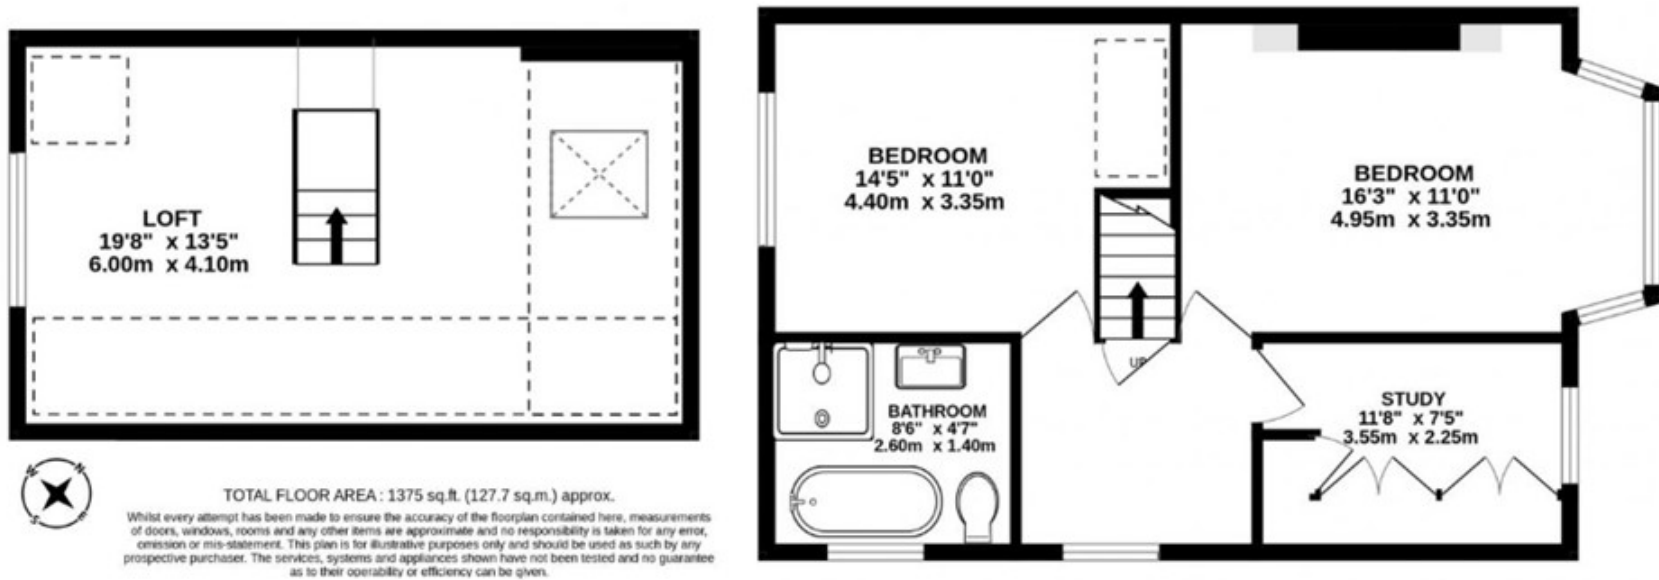 LOFT
19'8" x 13'5"
6.00m x 4.10m
BEDROOM
14'5" x 11'0"
4.40m x 3.35m
BEDROOM
16'3" x 11'0"
4.95m x 3.35m
UP
BATHROOM
8'6" x 4'7"
2.60m x 1.40m
STUDY
11'8" x 7'5"
3.55m x 2.25m
W
N
S
E
TOTAL FLOOR AREA : 1375 sq.ft. (127.7 sq.m.) approx.
Whilst every attempt has been made to ensure the accuracy of the floorplan contained here, measurements
of doors, windows, rooms and any other items are approximate and no responsibility is taken for any error,
omission or mis-statement. This plan is for illustrative purposes only and should be used as such by any
prospective purchaser. The services, systems and appliances shown have not been tested and no guarantee
as to their operability or efficiency can be given.